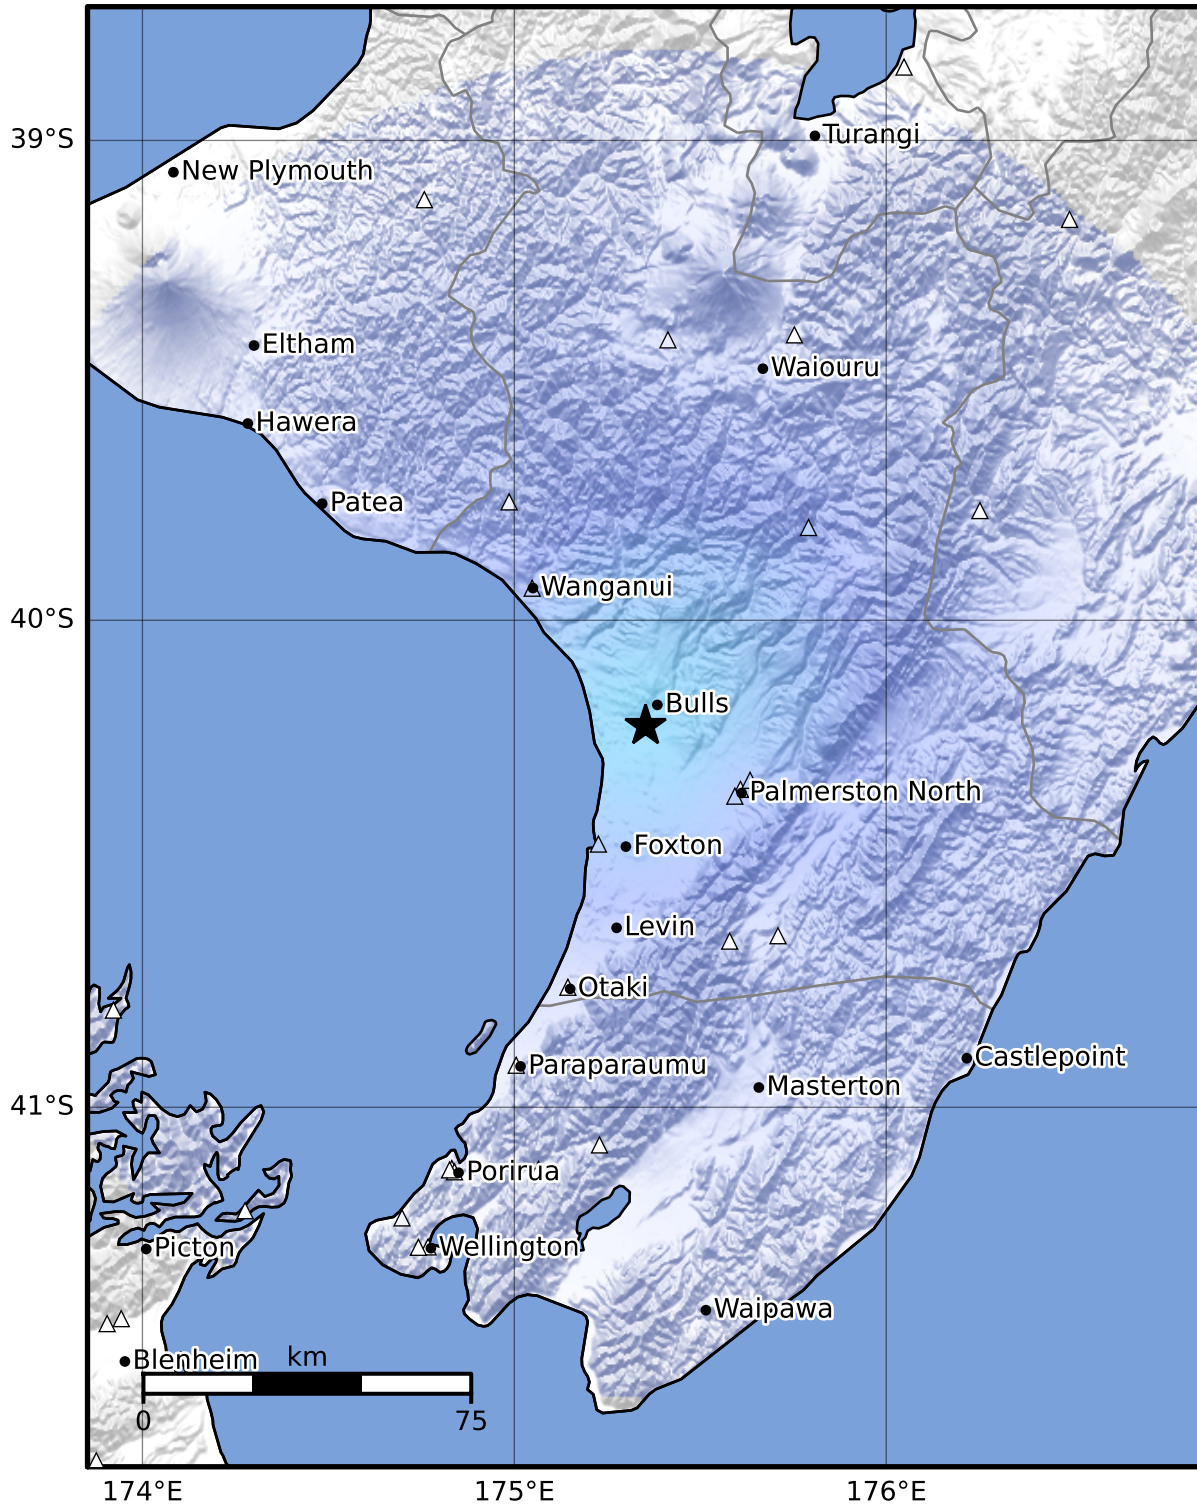 Turangi
39°S
New Plymouth
Eltham
Waiouru
Hawera
Patea
Wanganui
40°S
Bulls
Palmerston North
Foxton
Levin
Otaki
Castlepoint
Paraparaumu
Masterton
41°S
Porirua
Picton
Wellington
Waipawa
Blenheim
km
0
75
174°E
175°E
176°E